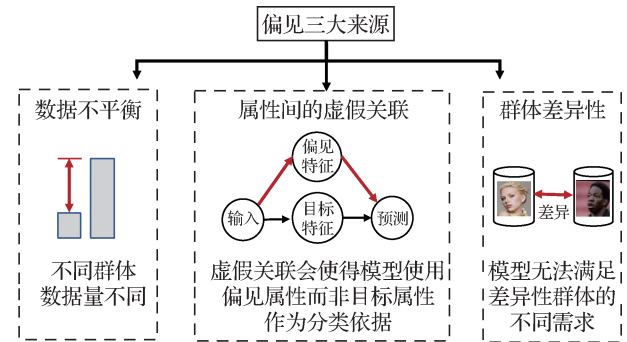 偏见三大来源
数据不平衡
不同群体
数据量不同
属性间的虚假关联
偏见
特征
输入
目标
特征
预测
虚假关联会使得模型使用
偏见属性而非目标属性
作为分类依据
群体差异性
差异
模型无法满足
差异性群体的
不同需求